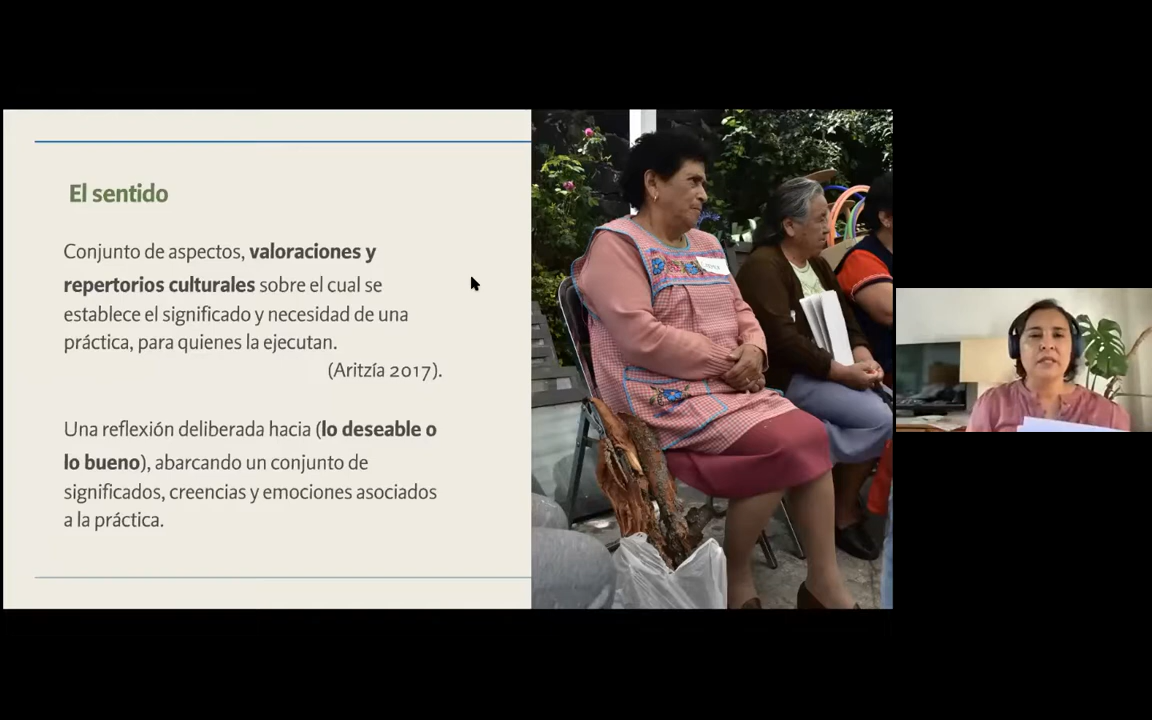 El sentido
Conjunto de aspectos, valoraciones y
repertorios culturales sobre el cual se
establece el significado y necesidad de una
práctica, para quienes la ejecutan.
(Aritzía 2017).
Una reflexión deliberada hacia (lo deseable o
lo bueno), abarcando un conjunto de
significados, creencias y emociones asociados
a la práctica.